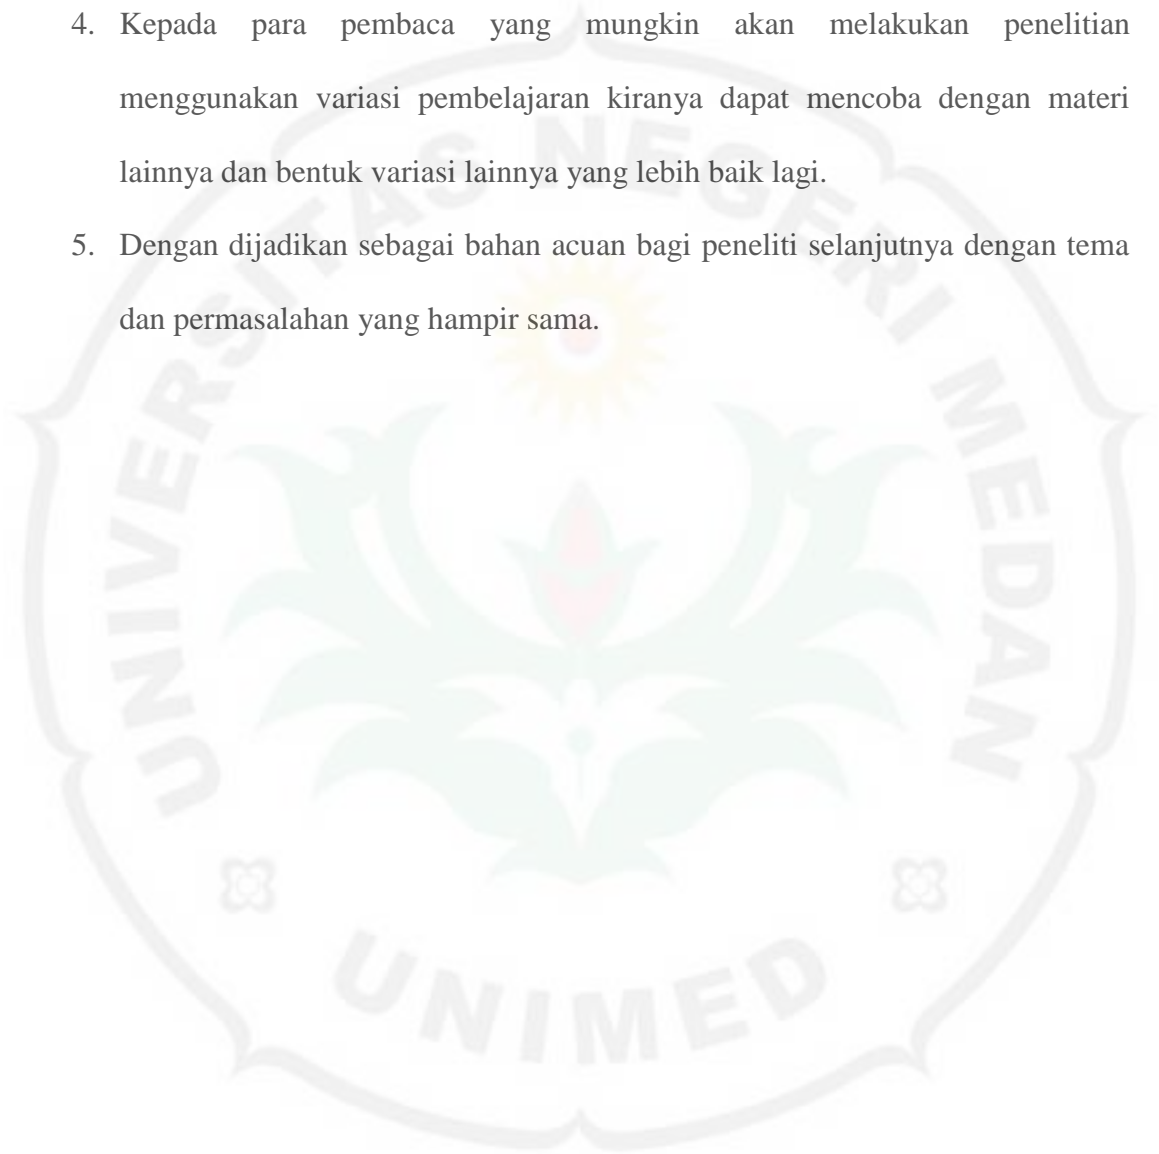 4. Kepada para pembaca yang mungkin akan melakukan penelitian
menggunakan variasi pembelajaran kiranya dapat mencoba dengan materi
lainnya dan bentuk variasi lainnya yang lebih baik lagi.
5. Dengan dijadikan sebagai bahan acuan bagi peneliti selanjutnya dengan tema
dan permasalahan yang hampir sama.
UNIVERSITAS NEGERI MEDAN
UNIMED